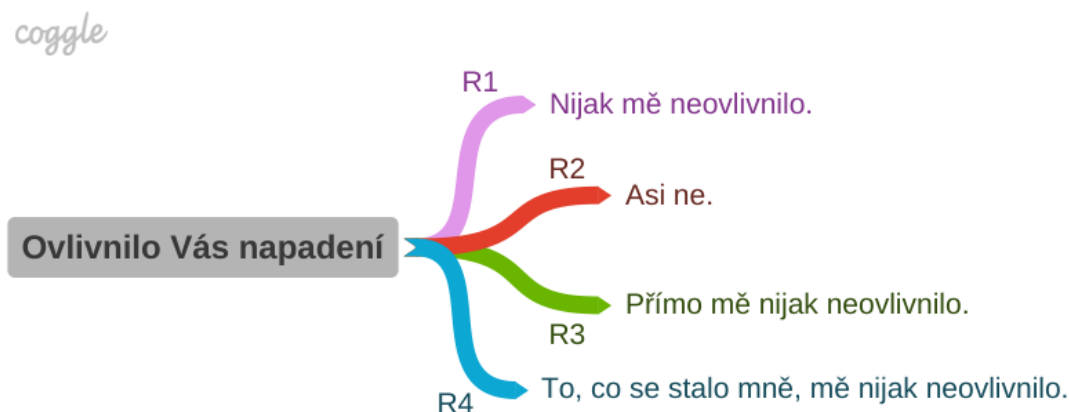 coggle
R1
Nijak mě neovlivnilo.
R2
Asi ne.
Ovlivnilo Vás napadení
Přímo mě nijak neovlivnilo.
R3
To, co se stalo mně, mě nijak neovlivnilo.
R4